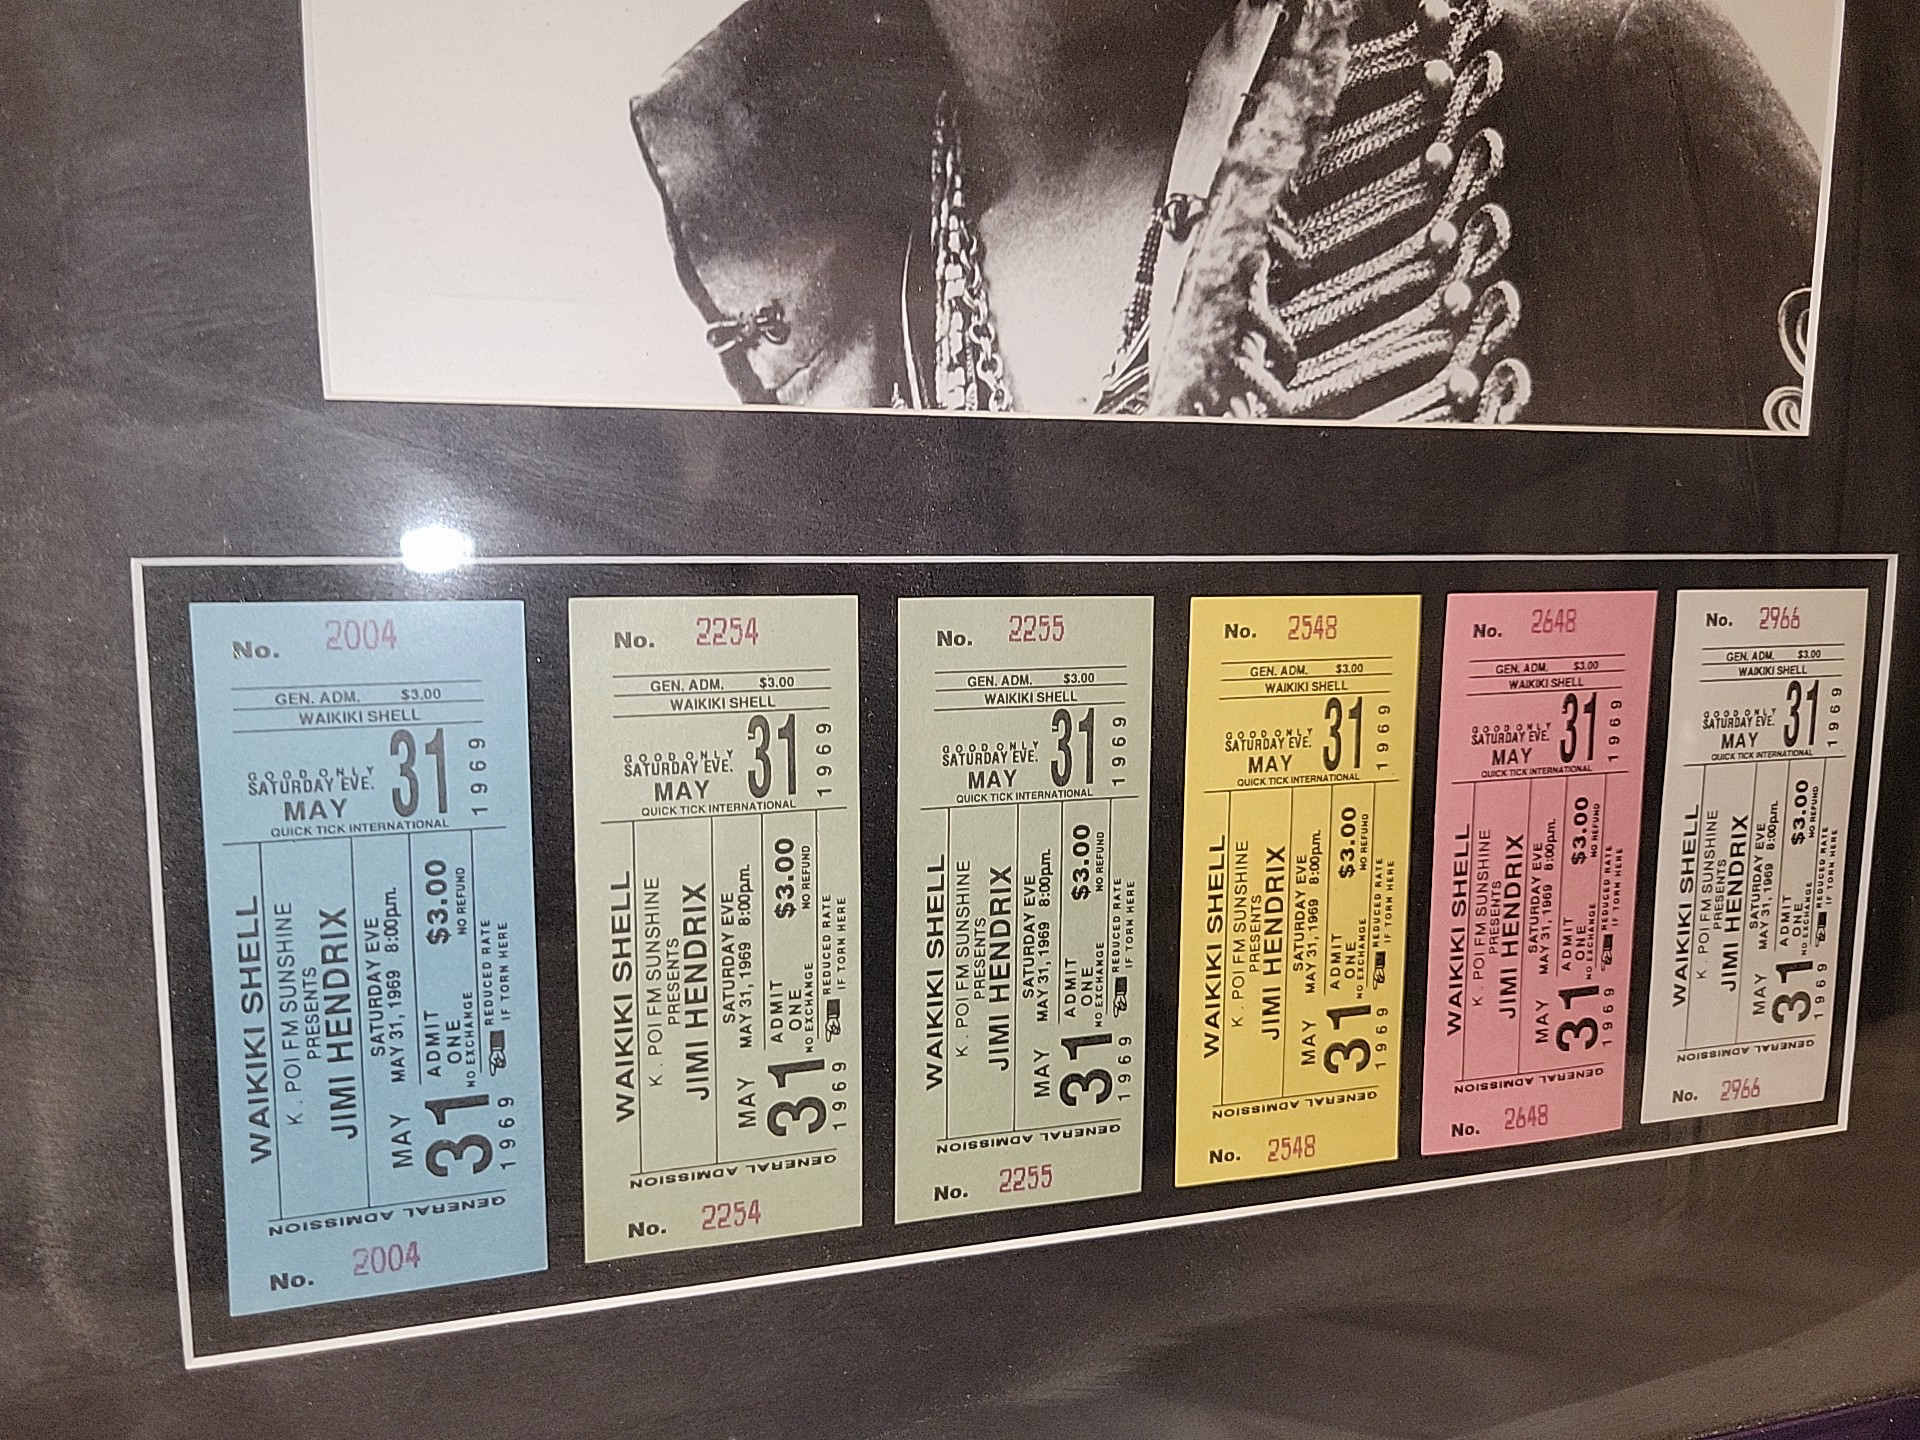 No. 2004
GEN. ADM. $3.00
WAIKIKI SHELL
GOOD ONLY
SATURDAY EVE.
MAY 31
1969
QUICK TICK INTERNATIONAL
WAIKIKI SHELL
K. POI FM SUNSHINE
PRESENTS
JIMI HENDRIX
SATURDAY EVE
MAY 31, 1969 8:00p.m.
MAY 31 1969
ADMIT ONE $3.00
NO EXCHANGE NO REFUND
REDUCED RATE
IF TORN HERE
GENERAL ADMISSION
No. 2004
No. 2254
GEN. ADM. $3.00
WAIKIKI SHELL
GOOD ONLY
SATURDAY EVE.
MAY 31
1969
QUICK TICK INTERNATIONAL
WAIKIKI SHELL
K. POI FM SUNSHINE
PRESENTS
JIMI HENDRIX
SATURDAY EVE
MAY 31, 1969 8:00p.m.
MAY 31 1969
ADMIT ONE $3.00
NO EXCHANGE NO REFUND
REDUCED RATE
IF TORN HERE
GENERAL ADMISSION
No. 2254
No. 2255
GEN. ADM. $3.00
WAIKIKI SHELL
GOOD ONLY
SATURDAY EVE.
MAY 31
1969
QUICK TICK INTERNATIONAL
WAIKIKI SHELL
K. POI FM SUNSHINE
PRESENTS
JIMI HENDRIX
SATURDAY EVE
MAY 31, 1969 8:00p.m.
MAY 31 1969
ADMIT ONE $3.00
NO EXCHANGE NO REFUND
REDUCED RATE
IF TORN HERE
GENERAL ADMISSION
No. 2255
No. 2548
GEN. ADM. $3.00
WAIKIKI SHELL
GOOD ONLY
SATURDAY EVE.
MAY 31
1969
QUICK TICK INTERNATIONAL
WAIKIKI SHELL
K. POI FM SUNSHINE
PRESENTS
JIMI HENDRIX
SATURDAY EVE
MAY 31, 1969 8:00p.m.
MAY 31 1969
ADMIT ONE $3.00
NO EXCHANGE NO REFUND
REDUCED RATE
IF TORN HERE
GENERAL ADMISSION
No. 2548
No. 2648
GEN. ADM. $3.00
WAIKIKI SHELL
GOOD ONLY
SATURDAY EVE.
MAY 31
1969
QUICK TICK INTERNATIONAL
WAIKIKI SHELL
K. POI FM SUNSHINE
PRESENTS
JIMI HENDRIX
SATURDAY EVE
MAY 31, 1969 8:00p.m.
MAY 31 1969
ADMIT ONE $3.00
NO EXCHANGE NO REFUND
REDUCED RATE
IF TORN HERE
GENERAL ADMISSION
No. 2648
No. 2966
GEN. ADM. $3.00
WAIKIKI SHELL
GOOD ONLY
SATURDAY EVE.
MAY 31
1969
QUICK TICK INTERNATIONAL
WAIKIKI SHELL
K. POI FM SUNSHINE
PRESENTS
JIMI HENDRIX
SATURDAY EVE
MAY 31, 1969 8:00p.m.
MAY 31 1969
ADMIT ONE $3.00
NO EXCHANGE NO REFUND
REDUCED RATE
IF TORN HERE
GENERAL ADMISSION
No. 2966